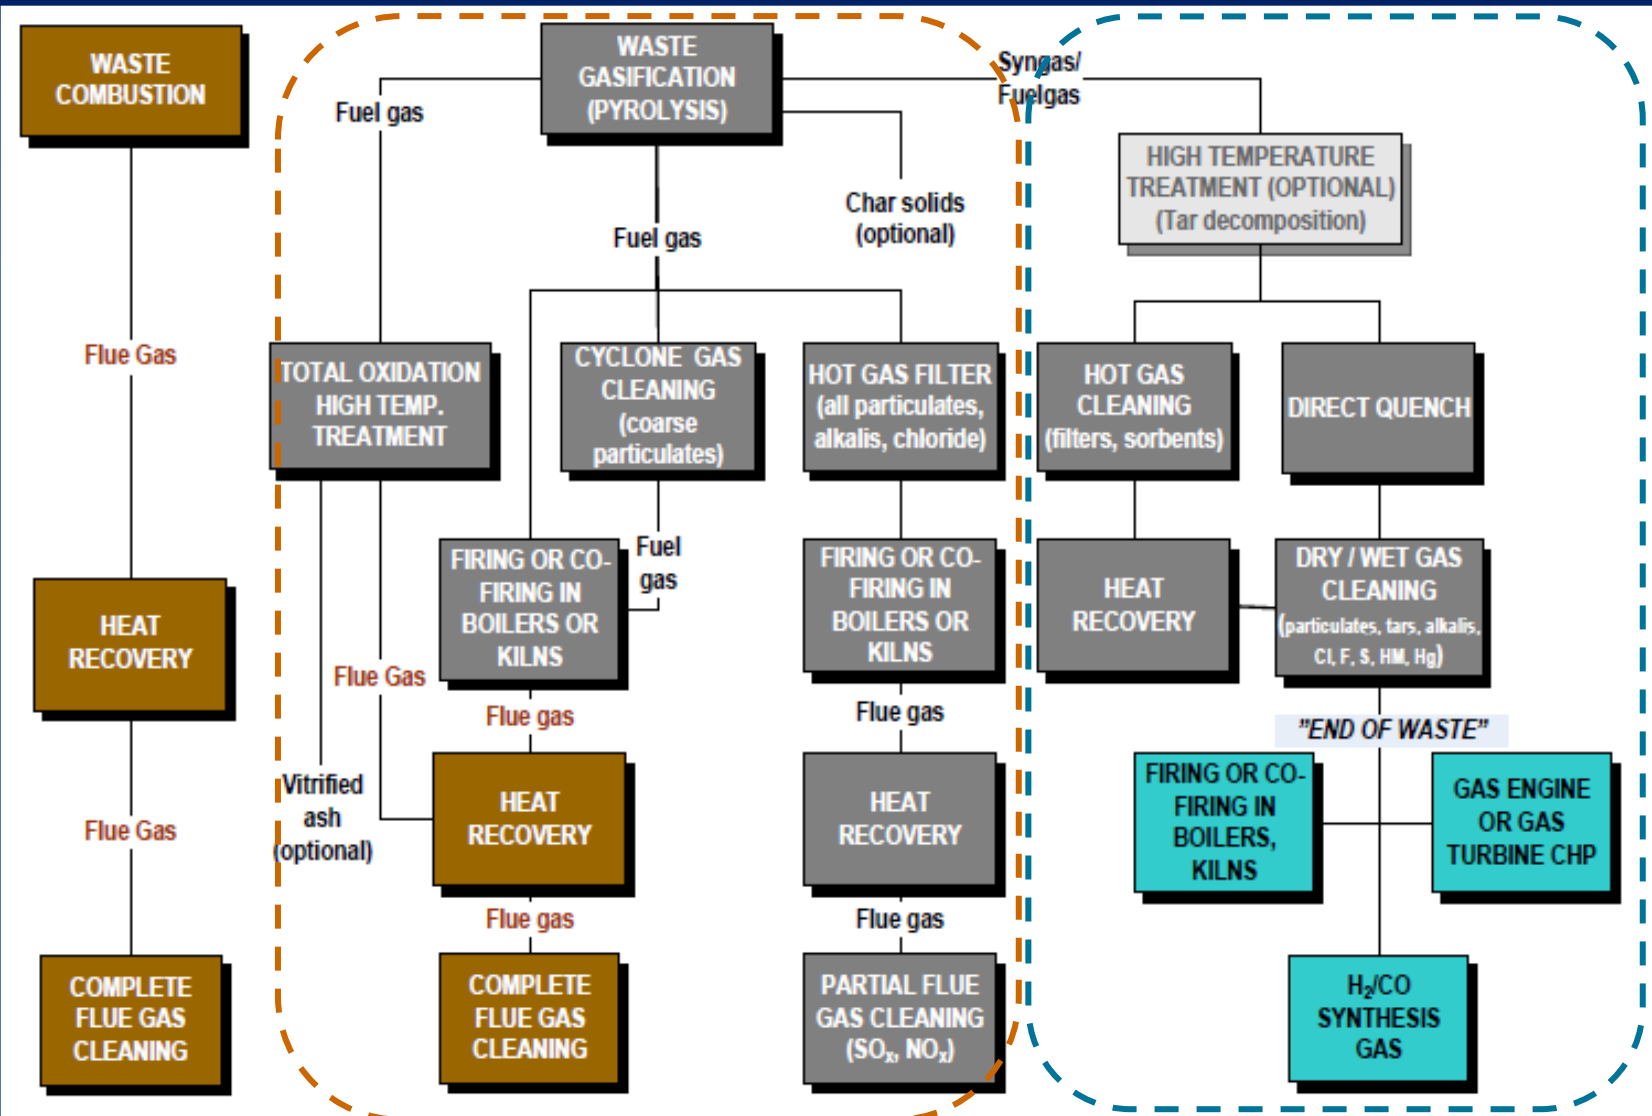 WASTE
COMBUSTION
Flue Gas
HEAT
RECOVERY
Flue Gas
COMPLETE
FLUE GAS
CLEANING
WASTE
GASIFICATION
(PYROLYSIS)
Fuel gas
Fuel gas
Char solids
(optional)
Syngas/
Fuelgas
TOTAL OXIDATION
HIGH TEMP.
TREATMENT
CYCLONE GAS
CLEANING
(coarse
particulates)
HOT GAS FILTER
(all particulates,
alkalis, chloride)
Fuel
gas
FIRING OR CO-
FIRING IN
BOILERS OR
KILNS
FIRING OR CO-
FIRING IN
BOILERS OR
KILNS
Flue Gas
Flue gas
Flue gas
Vitrified
ash
(optional)
HEAT
RECOVERY
HEAT
RECOVERY
Flue gas
Flue gas
COMPLETE
FLUE GAS
CLEANING
PARTIAL FLUE
GAS CLEANING
(SOx, NOx)
HIGH TEMPERATURE
TREATMENT (OPTIONAL)
(Tar decomposition)
HOT GAS
CLEANING
(filters, sorbents)
DIRECT QUENCH
HEAT
RECOVERY
DRY / WET GAS
CLEANING
(particulates, tars, alkalis,
Cl, F, S, HM, Hg)
”END OF WASTE”
FIRING OR CO-
FIRING IN
BOILERS,
KILNS
GAS ENGINE
OR GAS
TURBINE CHP
H₂/CO
SYNTHESIS
GAS